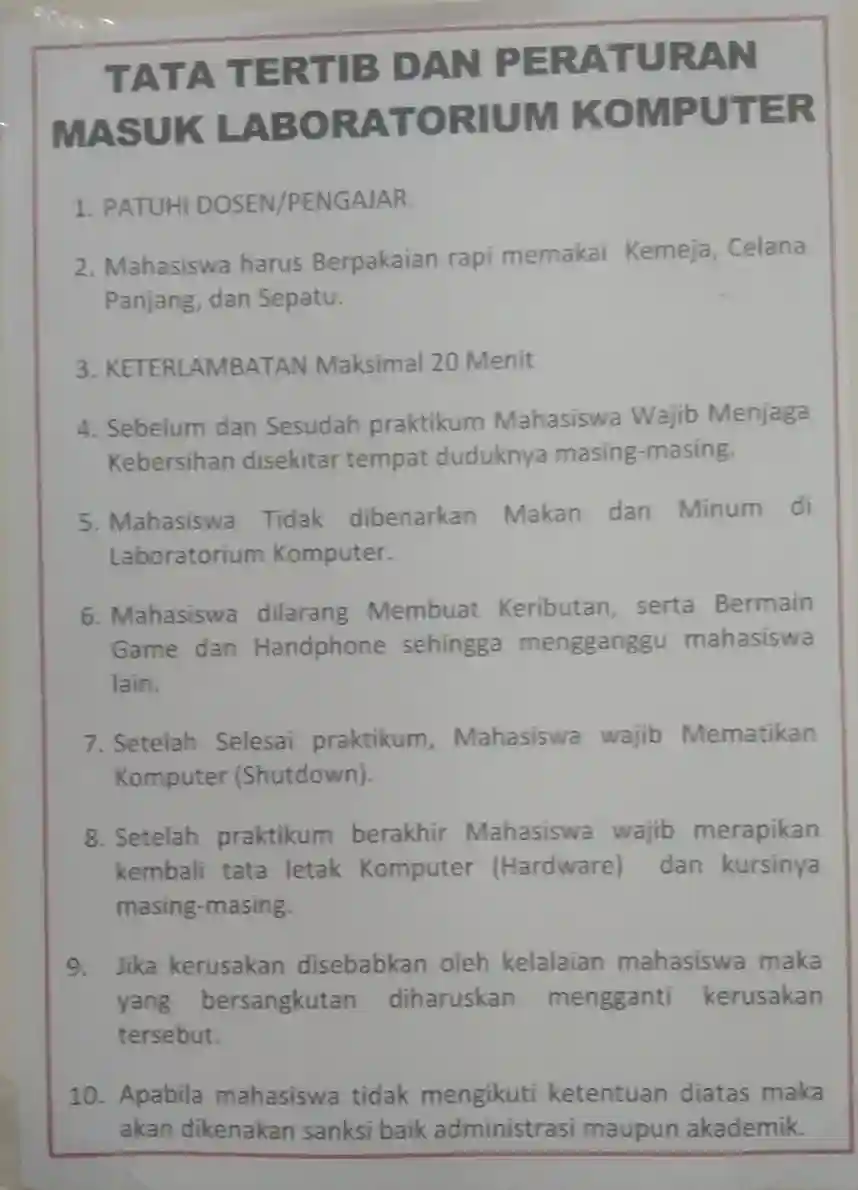 TATA TERTIB DAN PERATURAN
MASUK LABORATORIUM KOMPUTER
1. PATUHI DOSEN/PENGAJAR.
2. Mahasiswa harus Berpakaian rapi memakai Kemeja, Celana
Panjang, dan Sepatu.
3. KETERLAMBATAN Maksimal 20 Menit
4. Sebelum dan Sesudah praktikum Mahasiswa Wajib Menjaga
Kebersihan disekitar tempat duduknya masing-masing.
5. Mahasiswa Tidak dibenarkan Makan dan Minum di
Laboratorium Komputer.
6. Mahasiswa dilarang Membuat Keributan, serta Bermain
Game dan Handphone sehingga mengganggu mahasiswa
lain.
7. Setelah Selesai praktikum, Mahasiswa wajib Mematikan
Komputer (Shutdown).
8. Setelah praktikum berakhir Mahasiswa wajib merapikan
kembali tata letak Komputer (Hardware) dan kursinya
masing-masing.
9. Jika kerusakan disebabkan oleh kelalaian mahasiswa maka
yang bersangkutan diharuskan mengganti kerusakan
tersebut.
10. Apabila mahasiswa tidak mengikuti ketentuan diatas maka
akan dikenakan sanksi baik administrasi maupun akademik.